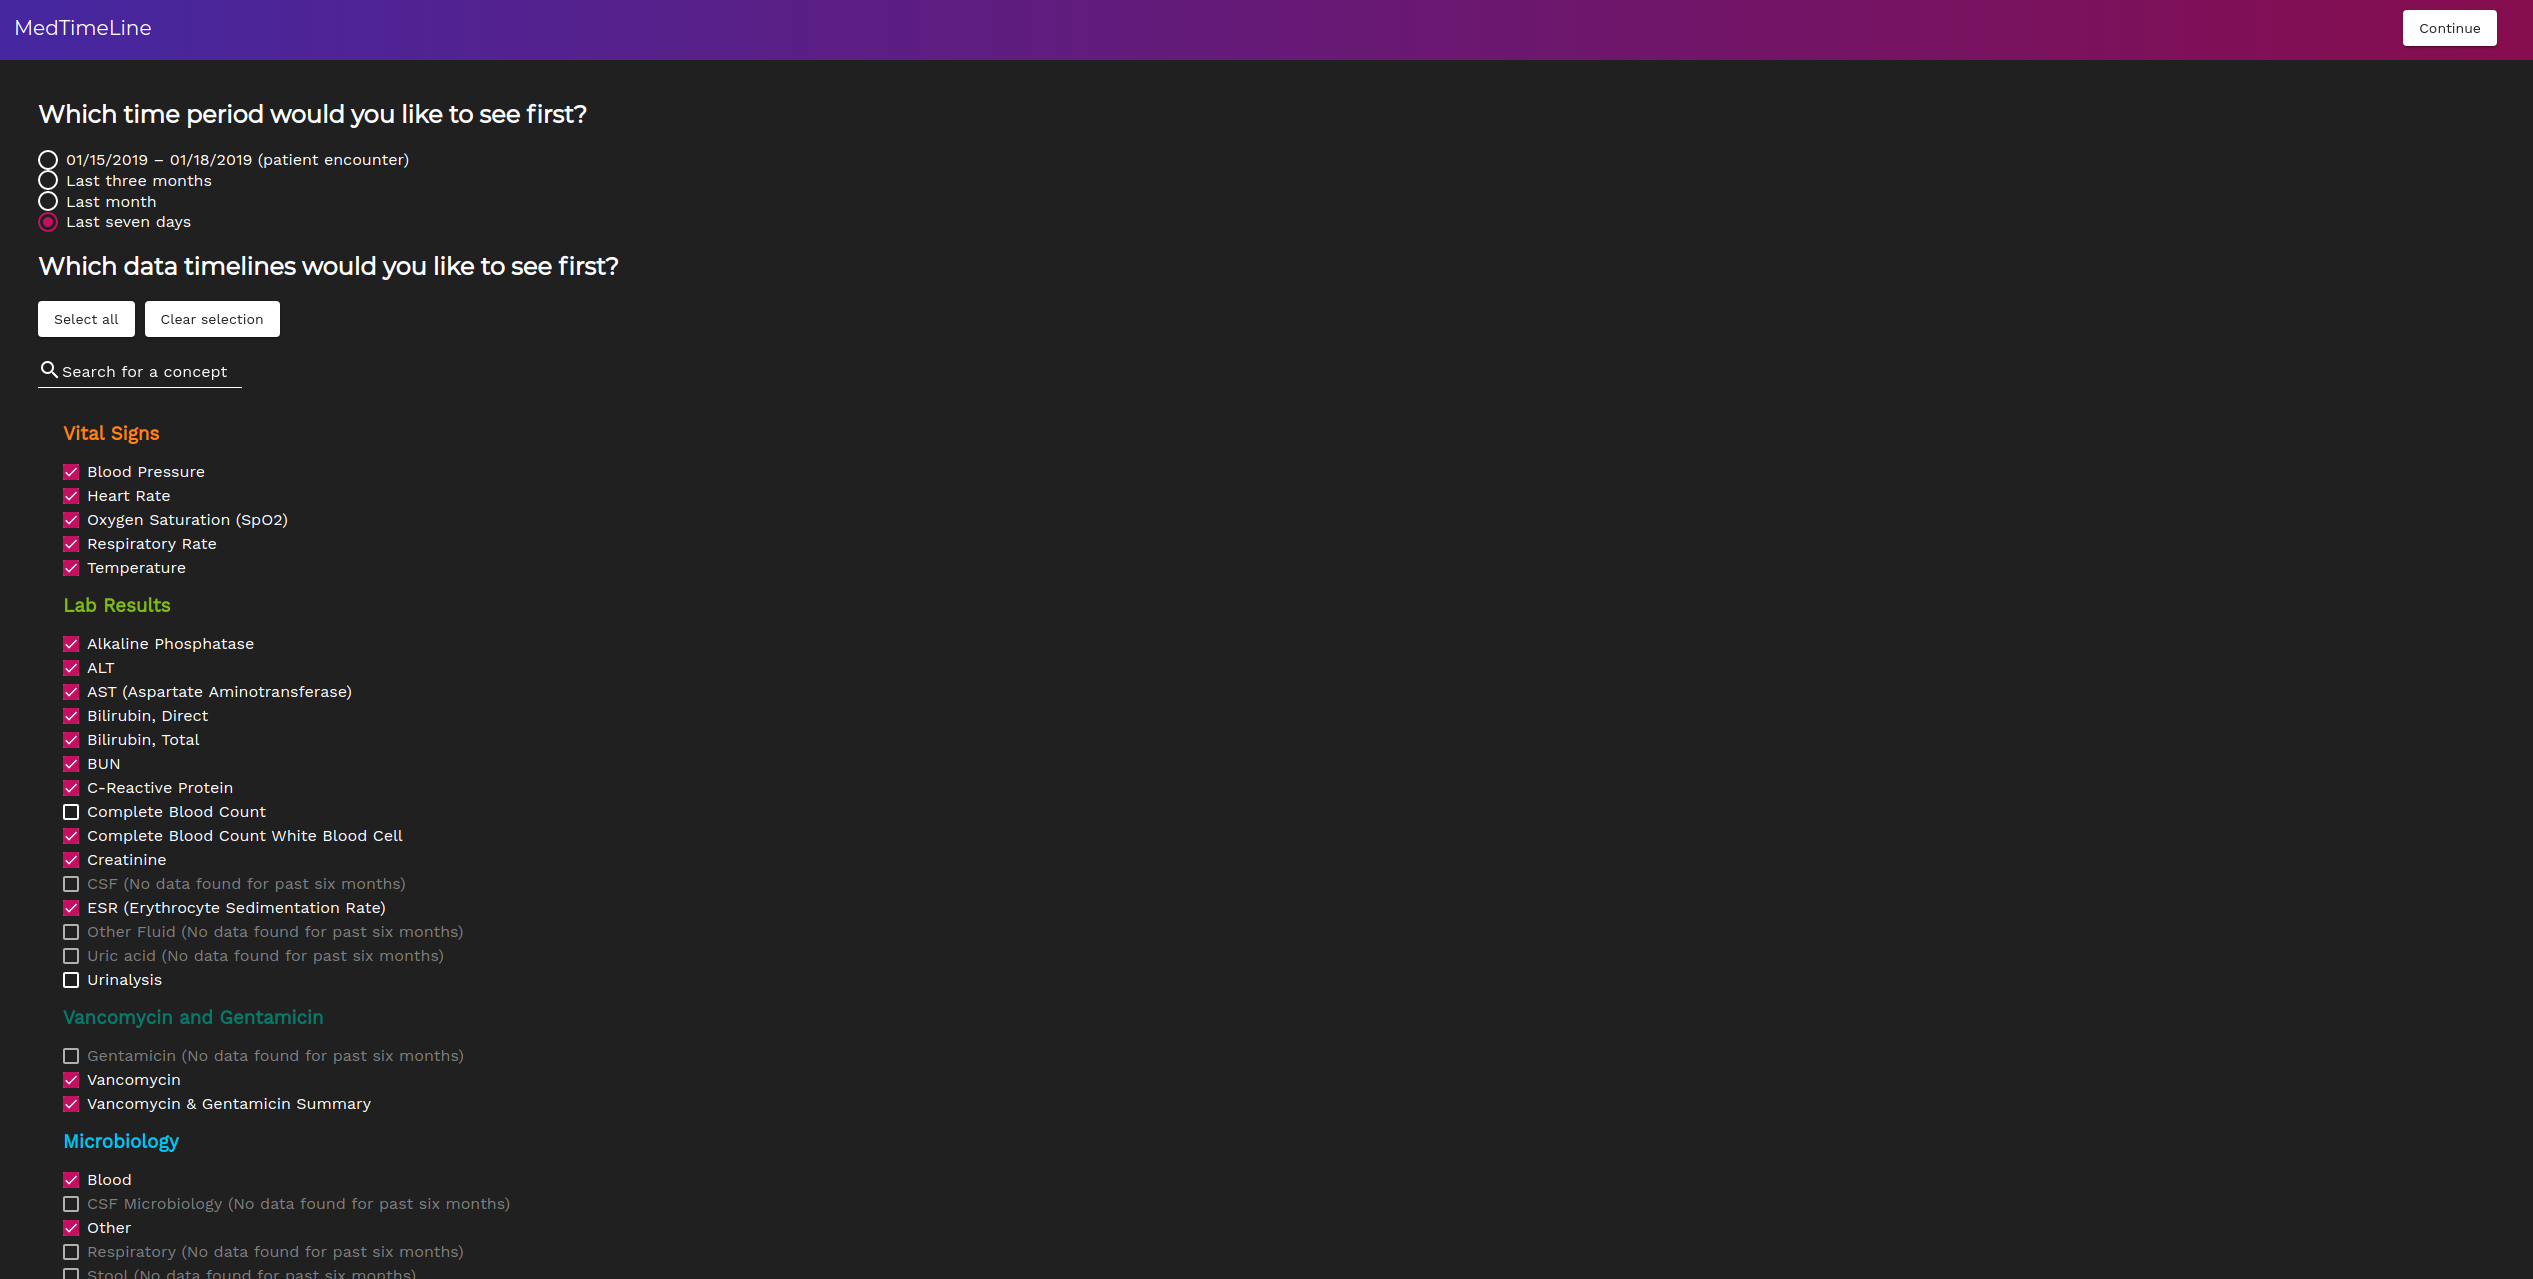 MedTimeLine
Continue
Which time period would you like to see first?
01/15/2019 – 01/18/2019 (patient encounter)
Last three months
Last month
Last seven days
Which data timelines would you like to see first?
Select all
Clear selection
Search for a concept
Vital Signs
Blood Pressure
Heart Rate
Oxygen Saturation (SpO2)
Respiratory Rate
Temperature
Lab Results
Alkaline Phosphatase
ALT
AST (Aspartate Aminotransferase)
Bilirubin, Direct
Bilirubin, Total
BUN
C-Reactive Protein
Complete Blood Count
Complete Blood Count White Blood Cell
Creatinine
CSF (No data found for past six months)
ESR (Erythrocyte Sedimentation Rate)
Other Fluid (No data found for past six months)
Uric acid (No data found for past six months)
Urinalysis
Vancomycin and Gentamicin
Gentamicin (No data found for past six months)
Vancomycin
Vancomycin & Gentamicin Summary
Microbiology
Blood
CSF Microbiology (No data found for past six months)
Other
Respiratory (No data found for past six months)
Stool (No data found for past six months)